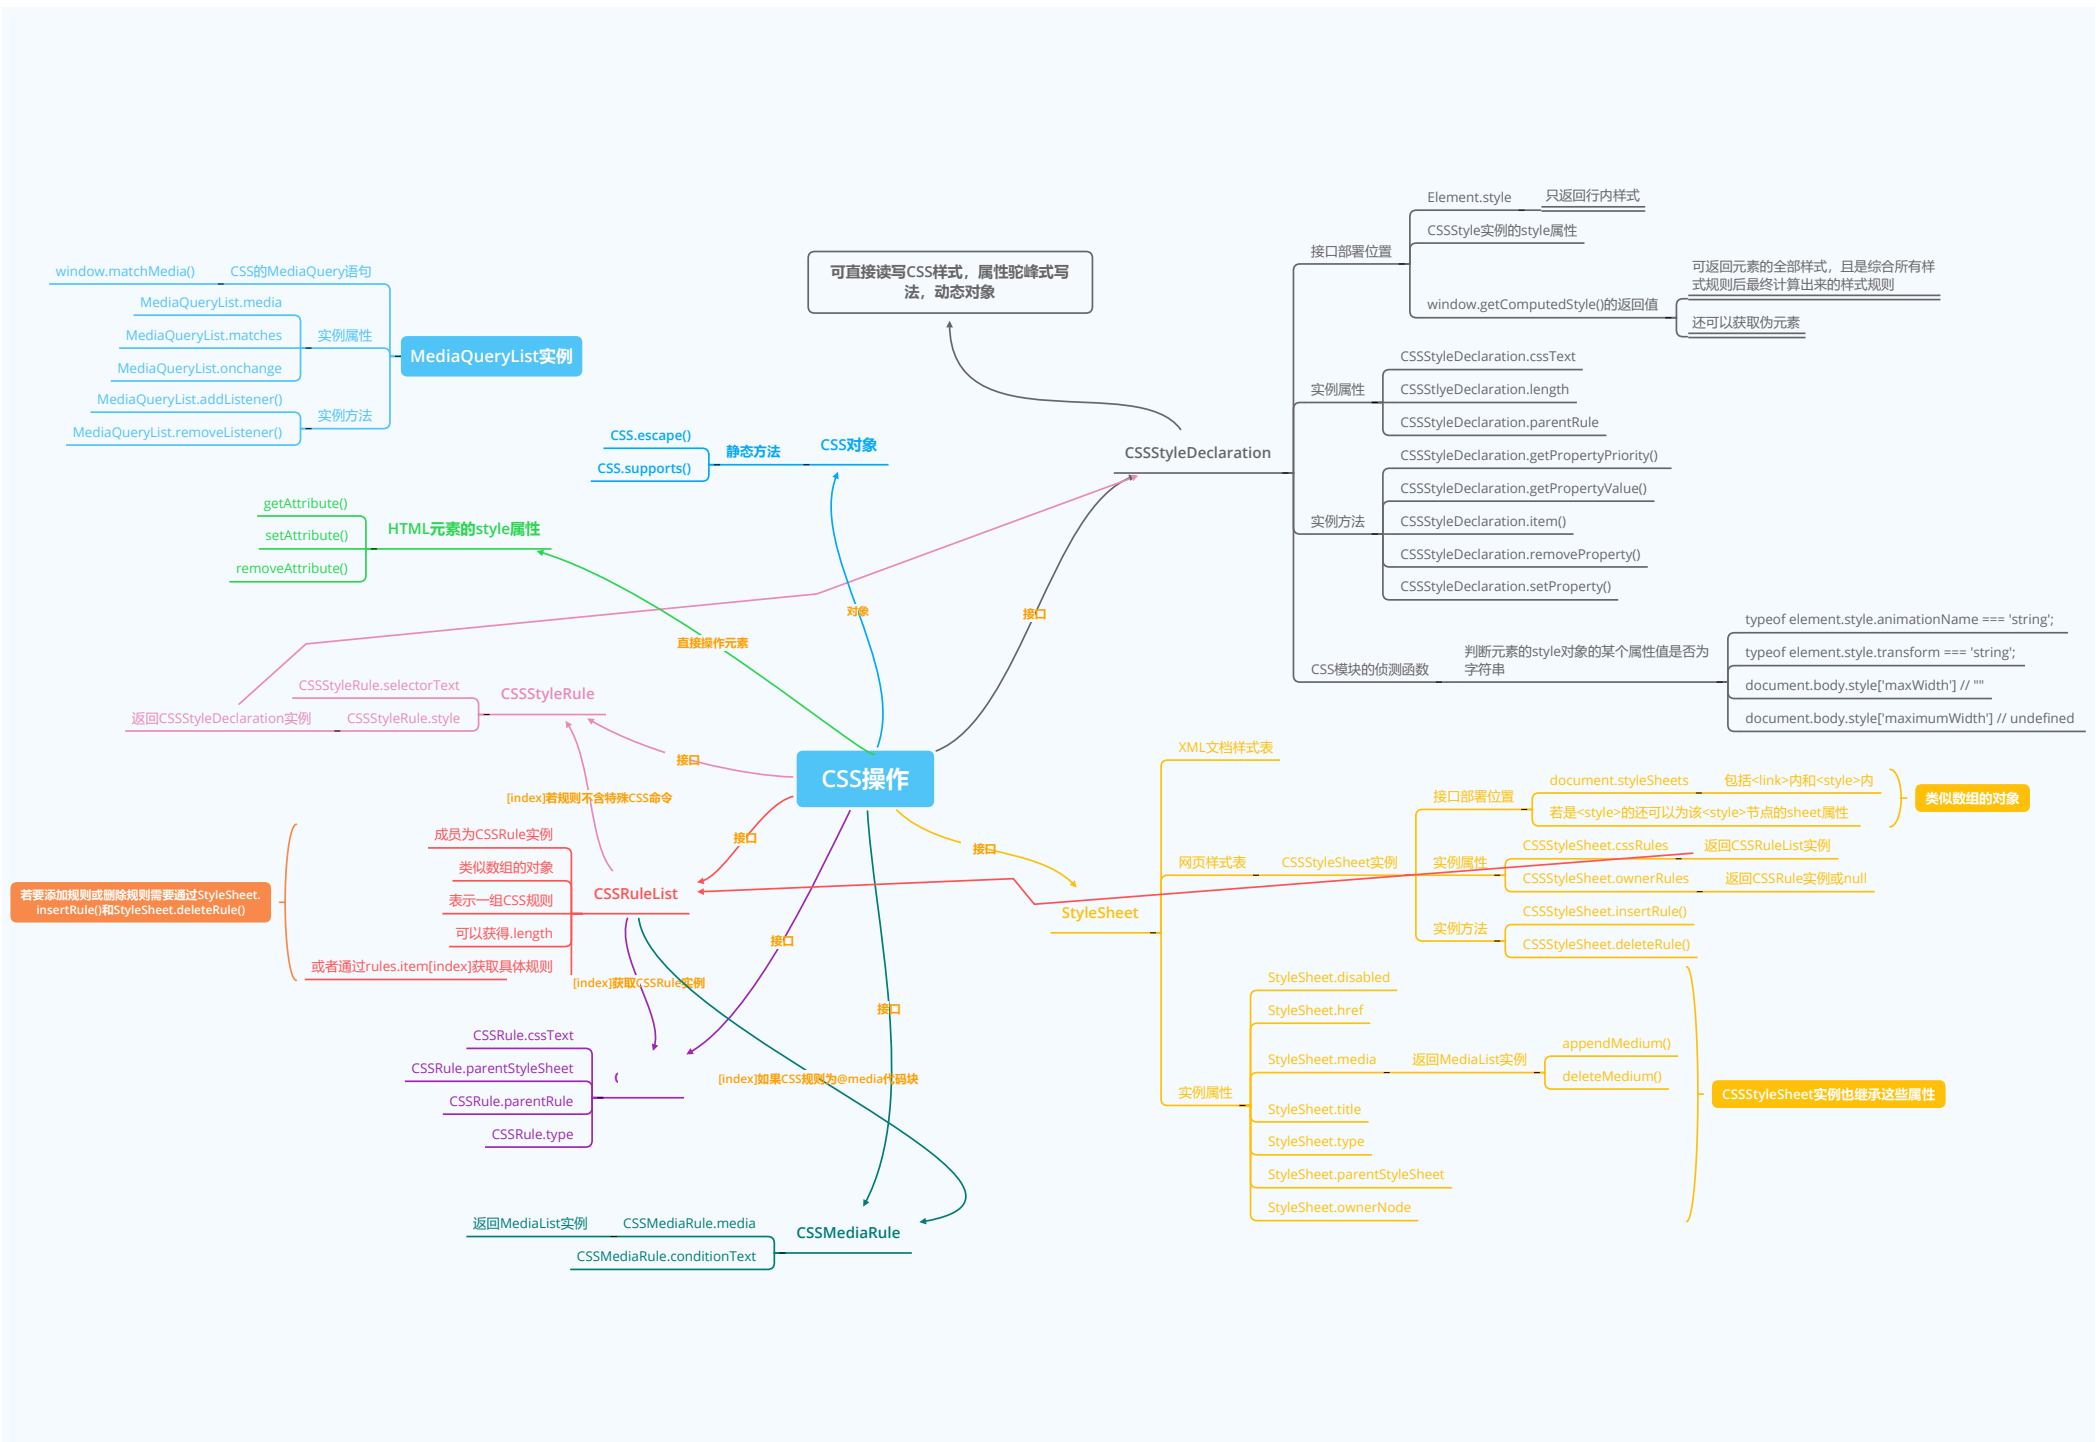 CSS操作
对象
直接操作元素
接口
接口
接口
接口
接口
接口
[index]若规则不含特殊CSS命令
[index]获取CSSRule实例
[index]如果CSS规则为@media代码块
可直接读写CSS样式，属性驼峰式写
法，动态对象
CSSStyleDeclaration
接口部署位置
Element.style
只返回行内样式
CSSStyle实例的style属性
window.getComputedStyle()的返回值
可返回元素的全部样式，且是综合所有样
式规则后最终计算出来的样式规则
还可以获取伪元素
实例属性
CSSStyleDeclaration.cssText
CSSStlyeDeclaration.length
CSSStyleDeclaration.parentRule
实例方法
CSSStyleDeclaration.getPropertyPriority()
CSSStyleDeclaration.getPropertyValue()
CSSStyleDeclaration.item()
CSSStyleDeclaration.removeProperty()
CSSStyleDeclaration.setProperty()
CSS模块的侦测函数
判断元素的style对象的某个属性值是否为
字符串
typeof element.style.animationName === 'string';
typeof element.style.transform === 'string';
document.body.style['maxWidth'] // ""
document.body.style['maximumWidth'] // undefined
StyleSheet
XML文档样式表
网页样式表
CSSStyleSheet实例
接口部署位置
document.styleSheets
包括<link>内和<style>内
若是<style>的还可以为该<style>节点的sheet属性
类似数组的对象
实例属性
CSSStyleSheet.cssRules
返回CSSRuleList实例
CSSStyleSheet.ownerRules
返回CSSRule实例或null
实例方法
CSSStyleSheet.insertRule()
CSSStyleSheet.deleteRule()
实例属性
StyleSheet.disabled
StyleSheet.href
StyleSheet.media
返回MediaList实例
appendMedium()
deleteMedium()
StyleSheet.title
StyleSheet.type
StyleSheet.parentStyleSheet
StyleSheet.ownerNode
CSSStyleSheet实例也继承这些属性
MediaQueryList实例
CSS的MediaQuery语句
window.matchMedia()
实例属性
MediaQueryList.media
MediaQueryList.matches
MediaQueryList.onchange
实例方法
MediaQueryList.addListener()
MediaQueryList.removeListener()
CSS对象
静态方法
CSS.escape()
CSS.supports()
HTML元素的style属性
getAttribute()
setAttribute()
removeAttribute()
CSSStyleRule
CSSStyleRule.selectorText
CSSStyleRule.style
返回CSSStyleDeclaration实例
CSSRuleList
成员为CSSRule实例
类似数组的对象
表示一组CSS规则
可以获得.length
或者通过rules.item[index]获取具体规则
若要添加规则或删除规则需要通过StyleSheet.
insertRule()和StyleSheet.deleteRule()
CSSRule.cssText
CSSRule.parentStyleSheet
CSSRule.parentRule
CSSRule.type
CSSMediaRule
CSSMediaRule.media
返回MediaList实例
CSSMediaRule.conditionText